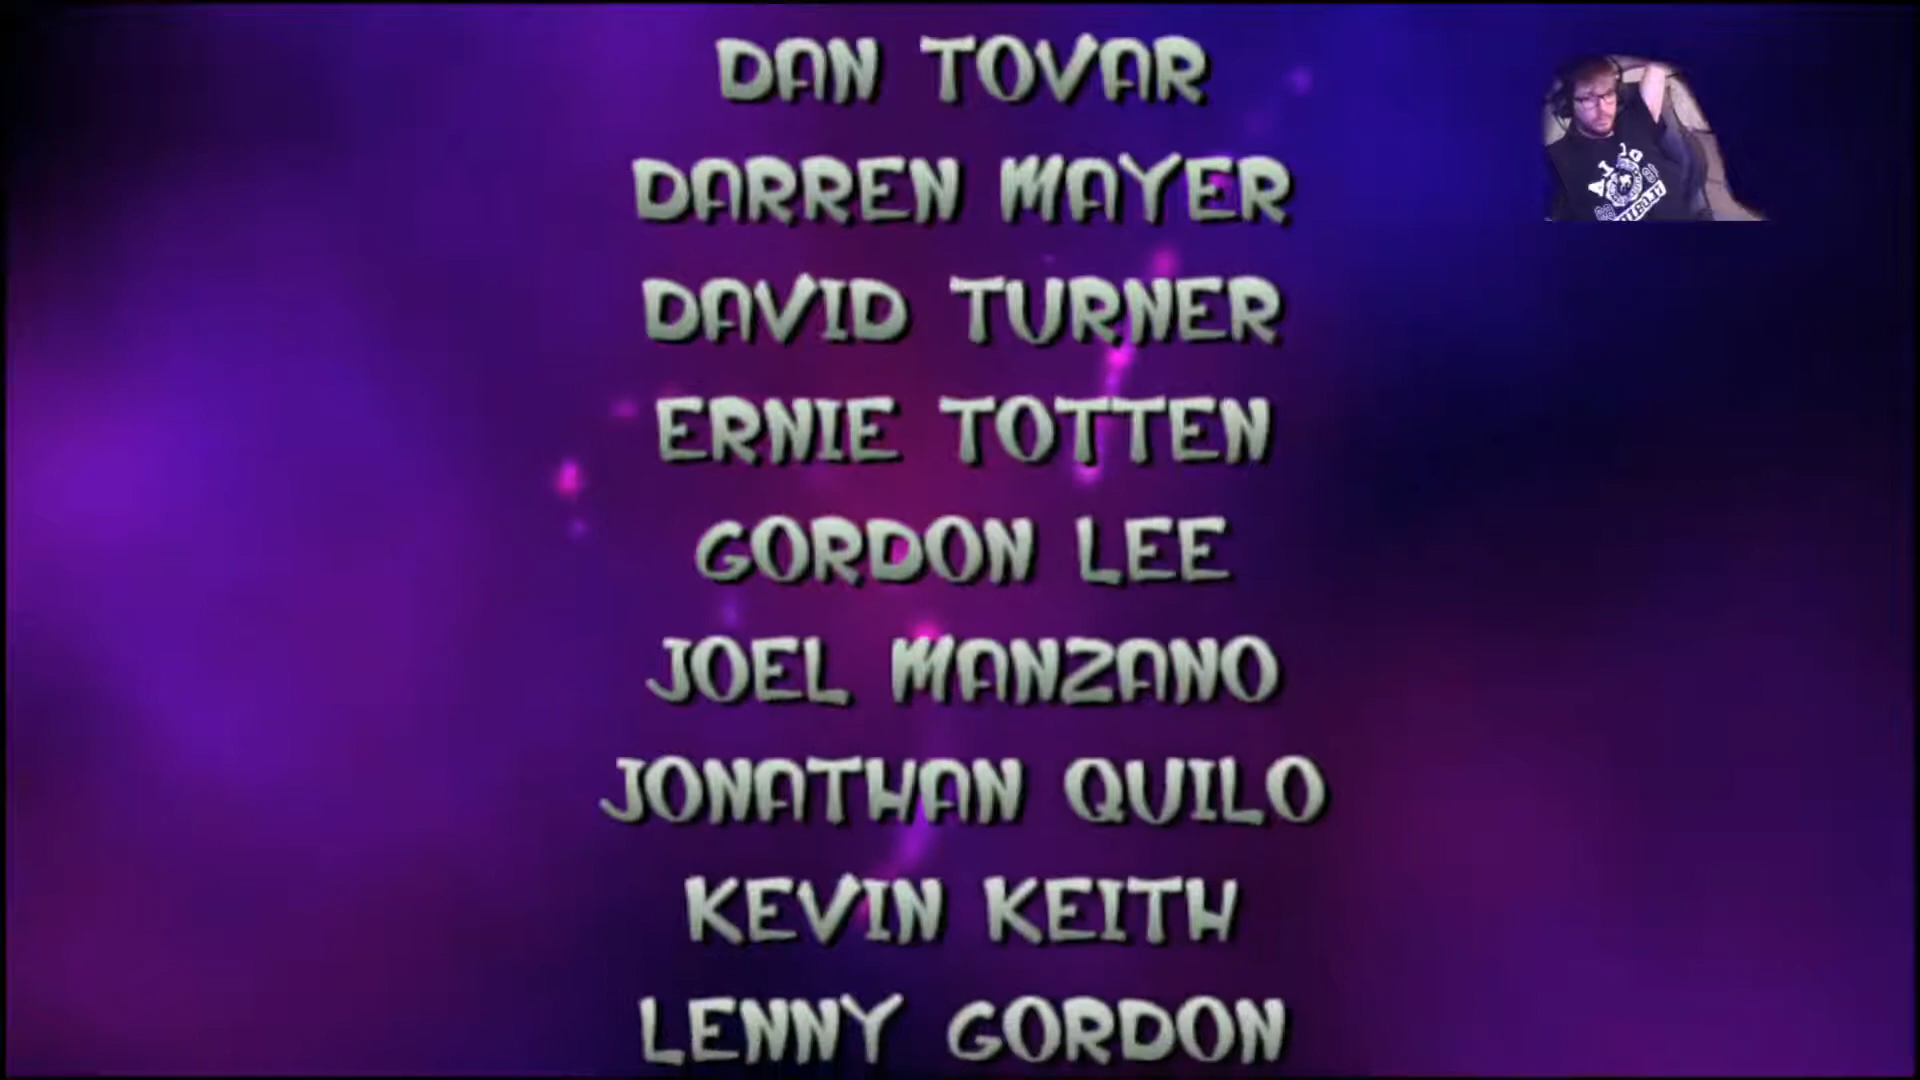 DAN TOVAR
DARREN MAYER
DAVID TURNER
ERNIE TOTTEN
GORDON LEE
JOEL MANZANO
JONATHAN QUILO
KEVIN KEITH
LENNY GORDON